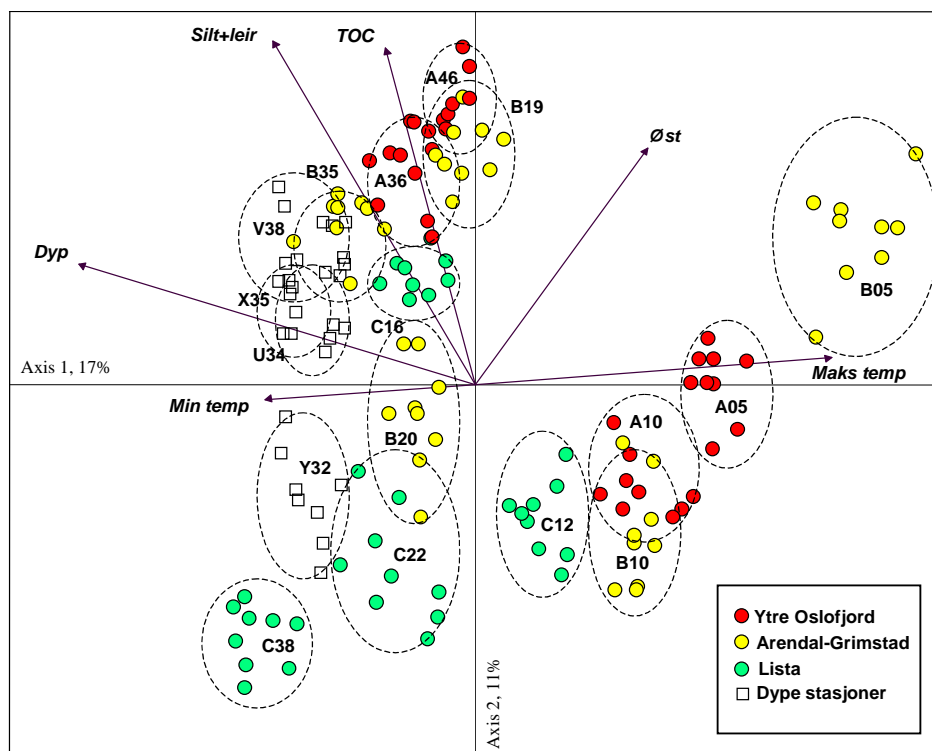 Silt+leir
TOC
A46
B19
Øst
B35
A36
V38
B05
Dyp
X35
C16
U34
Axis 1, 17%
Maks temp
Min temp
A05
A10
B20
Y32
C12
C22
B10
C38
Axis 2, 11%
Ytre Oslofjord
Arendal-Grimstad
Lista
Dype stasjoner